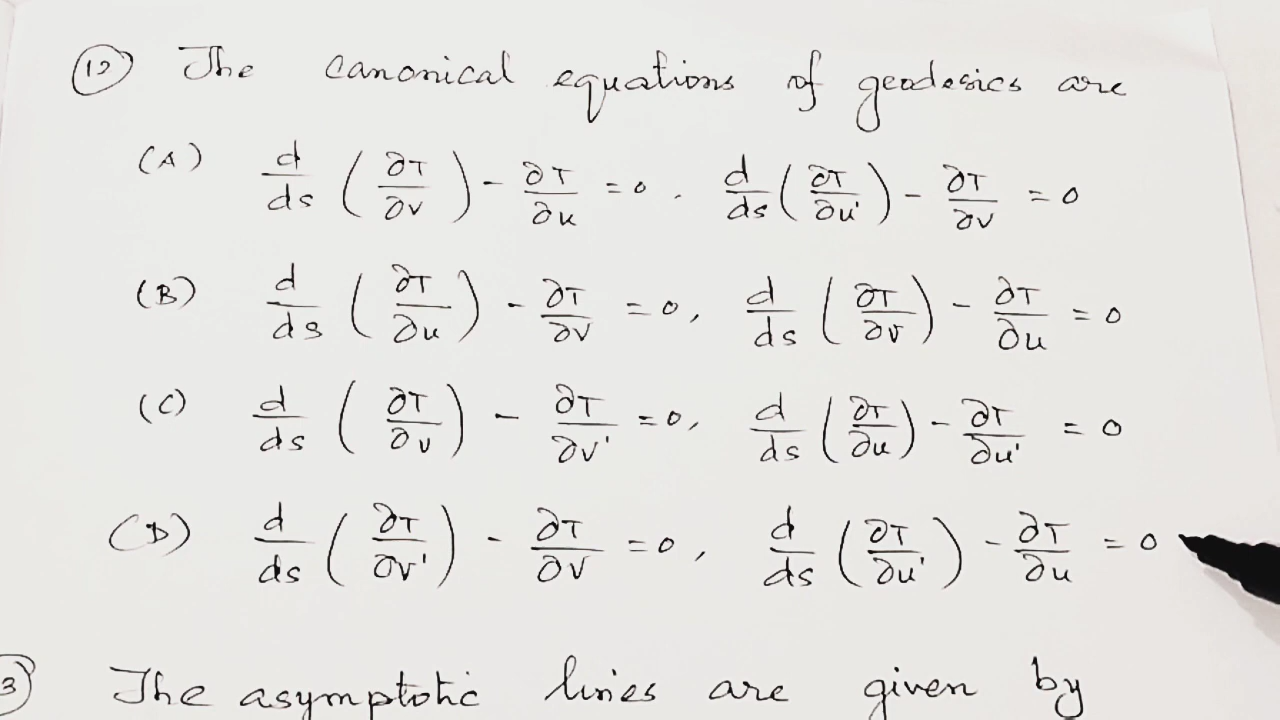 (12) The canonical equations of geodesics are
(A) d/ds (∂T/∂v) - ∂T/∂u = 0 . d/ds (∂T/∂u') - ∂T/∂v = 0
(B) d/ds (∂T/∂u) - ∂T/∂v = 0, d/ds (∂T/∂v) - ∂T/∂u = 0
(C) d/ds (∂T/∂v) - ∂T/∂v' = 0, d/ds (∂T/∂u) - ∂T/∂u' = 0
(D) d/ds (∂T/∂v') - ∂T/∂v = 0, d/ds (∂T/∂u') - ∂T/∂u = 0
3) The asymptotic lines are given by